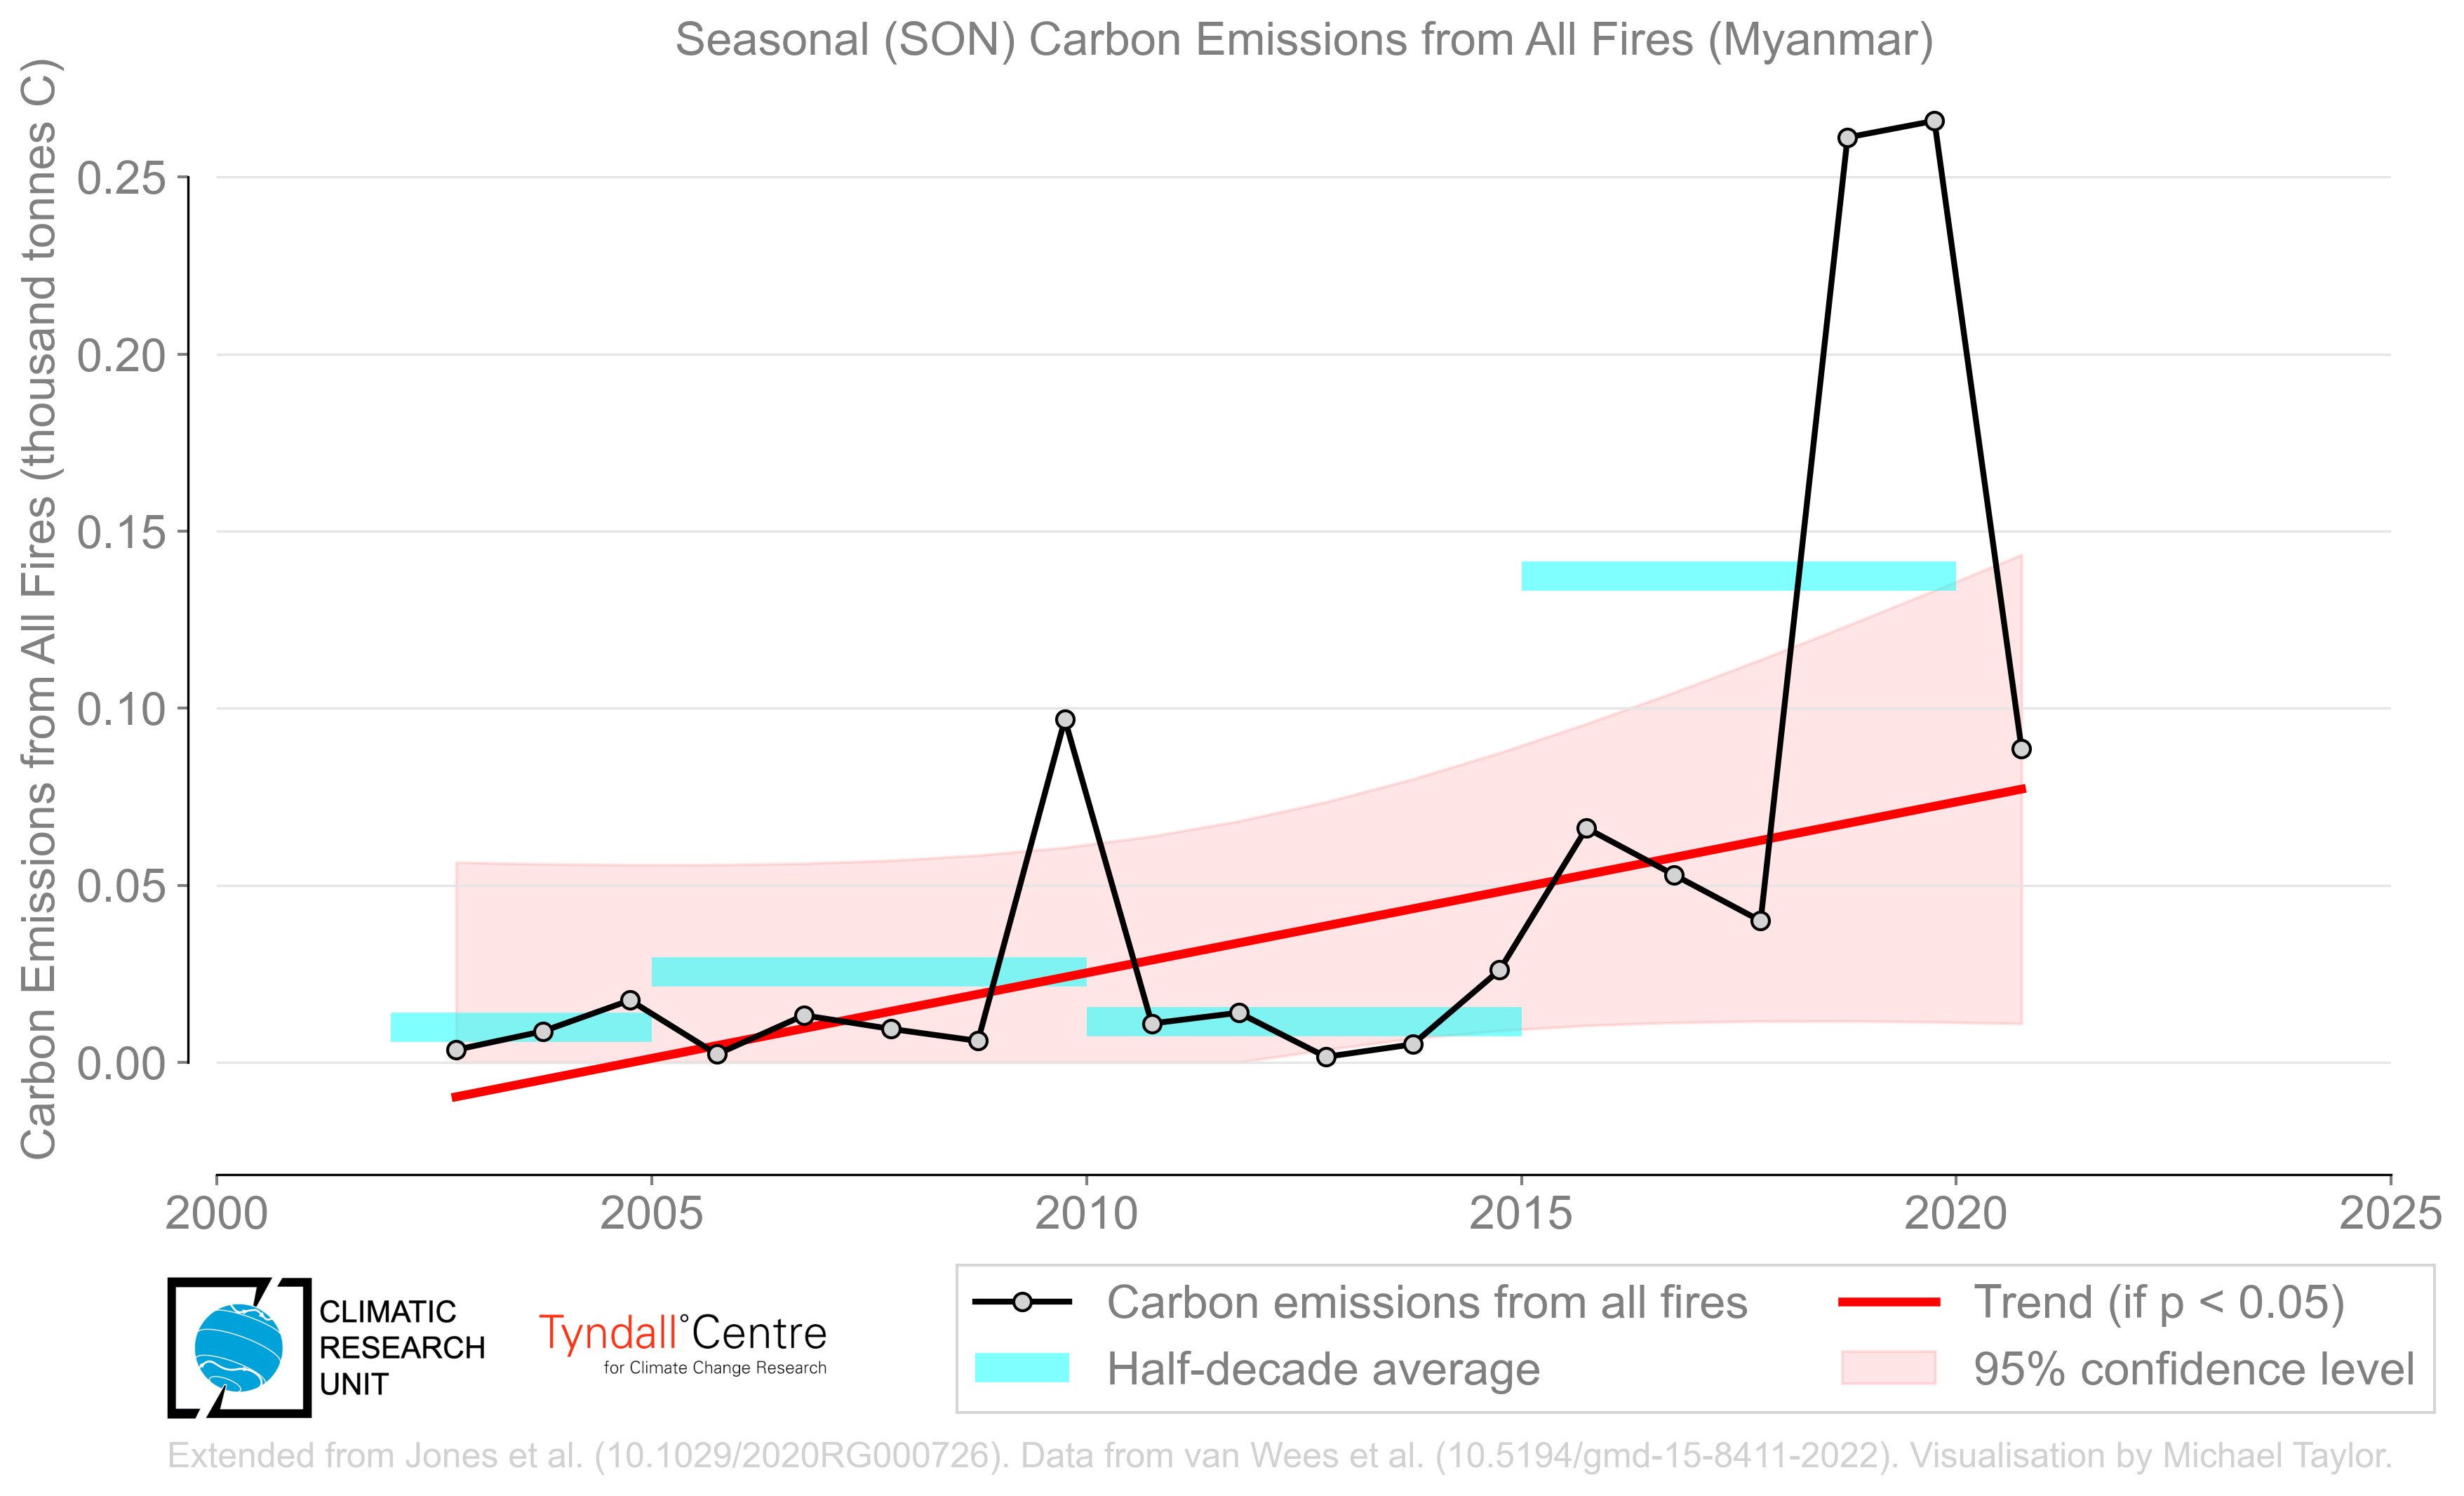 Seasonal (SON) Carbon Emissions from All Fires (Myanmar)
Carbon Emissions from All Fires (thousand tonnes C)
0.25
0.20
0.15
0.10
0.05
0.00
2000
2005
2010
2015
2020
2025
CLIMATIC
RESEARCH
UNIT
Tyndall°Centre
for Climate Change Research
Carbon emissions from all fires
Half-decade average
Trend (if p < 0.05)
95% confidence level
Extended from Jones et al. (10.1029/2020RG000726). Data from van Wees et al. (10.5194/gmd-15-8411-2022). Visualisation by Michael Taylor.